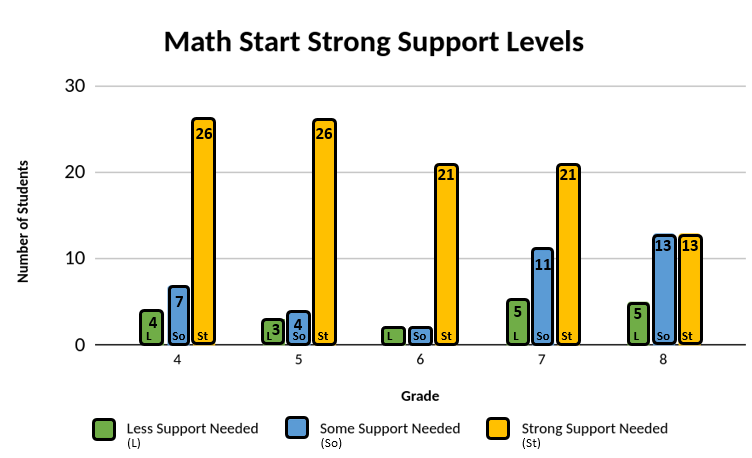 Math Start Strong Support Levels
30
20
10
0
Number of Students
4
7
26
L
So
St
3
4
26
L
So
St
21
L
So
St
5
11
21
L
So
St
5
13
13
L
So
St
4
5
6
7
8
Grade
Less Support Needed
(L)
Some Support Needed
(So)
Strong Support Needed
(St)